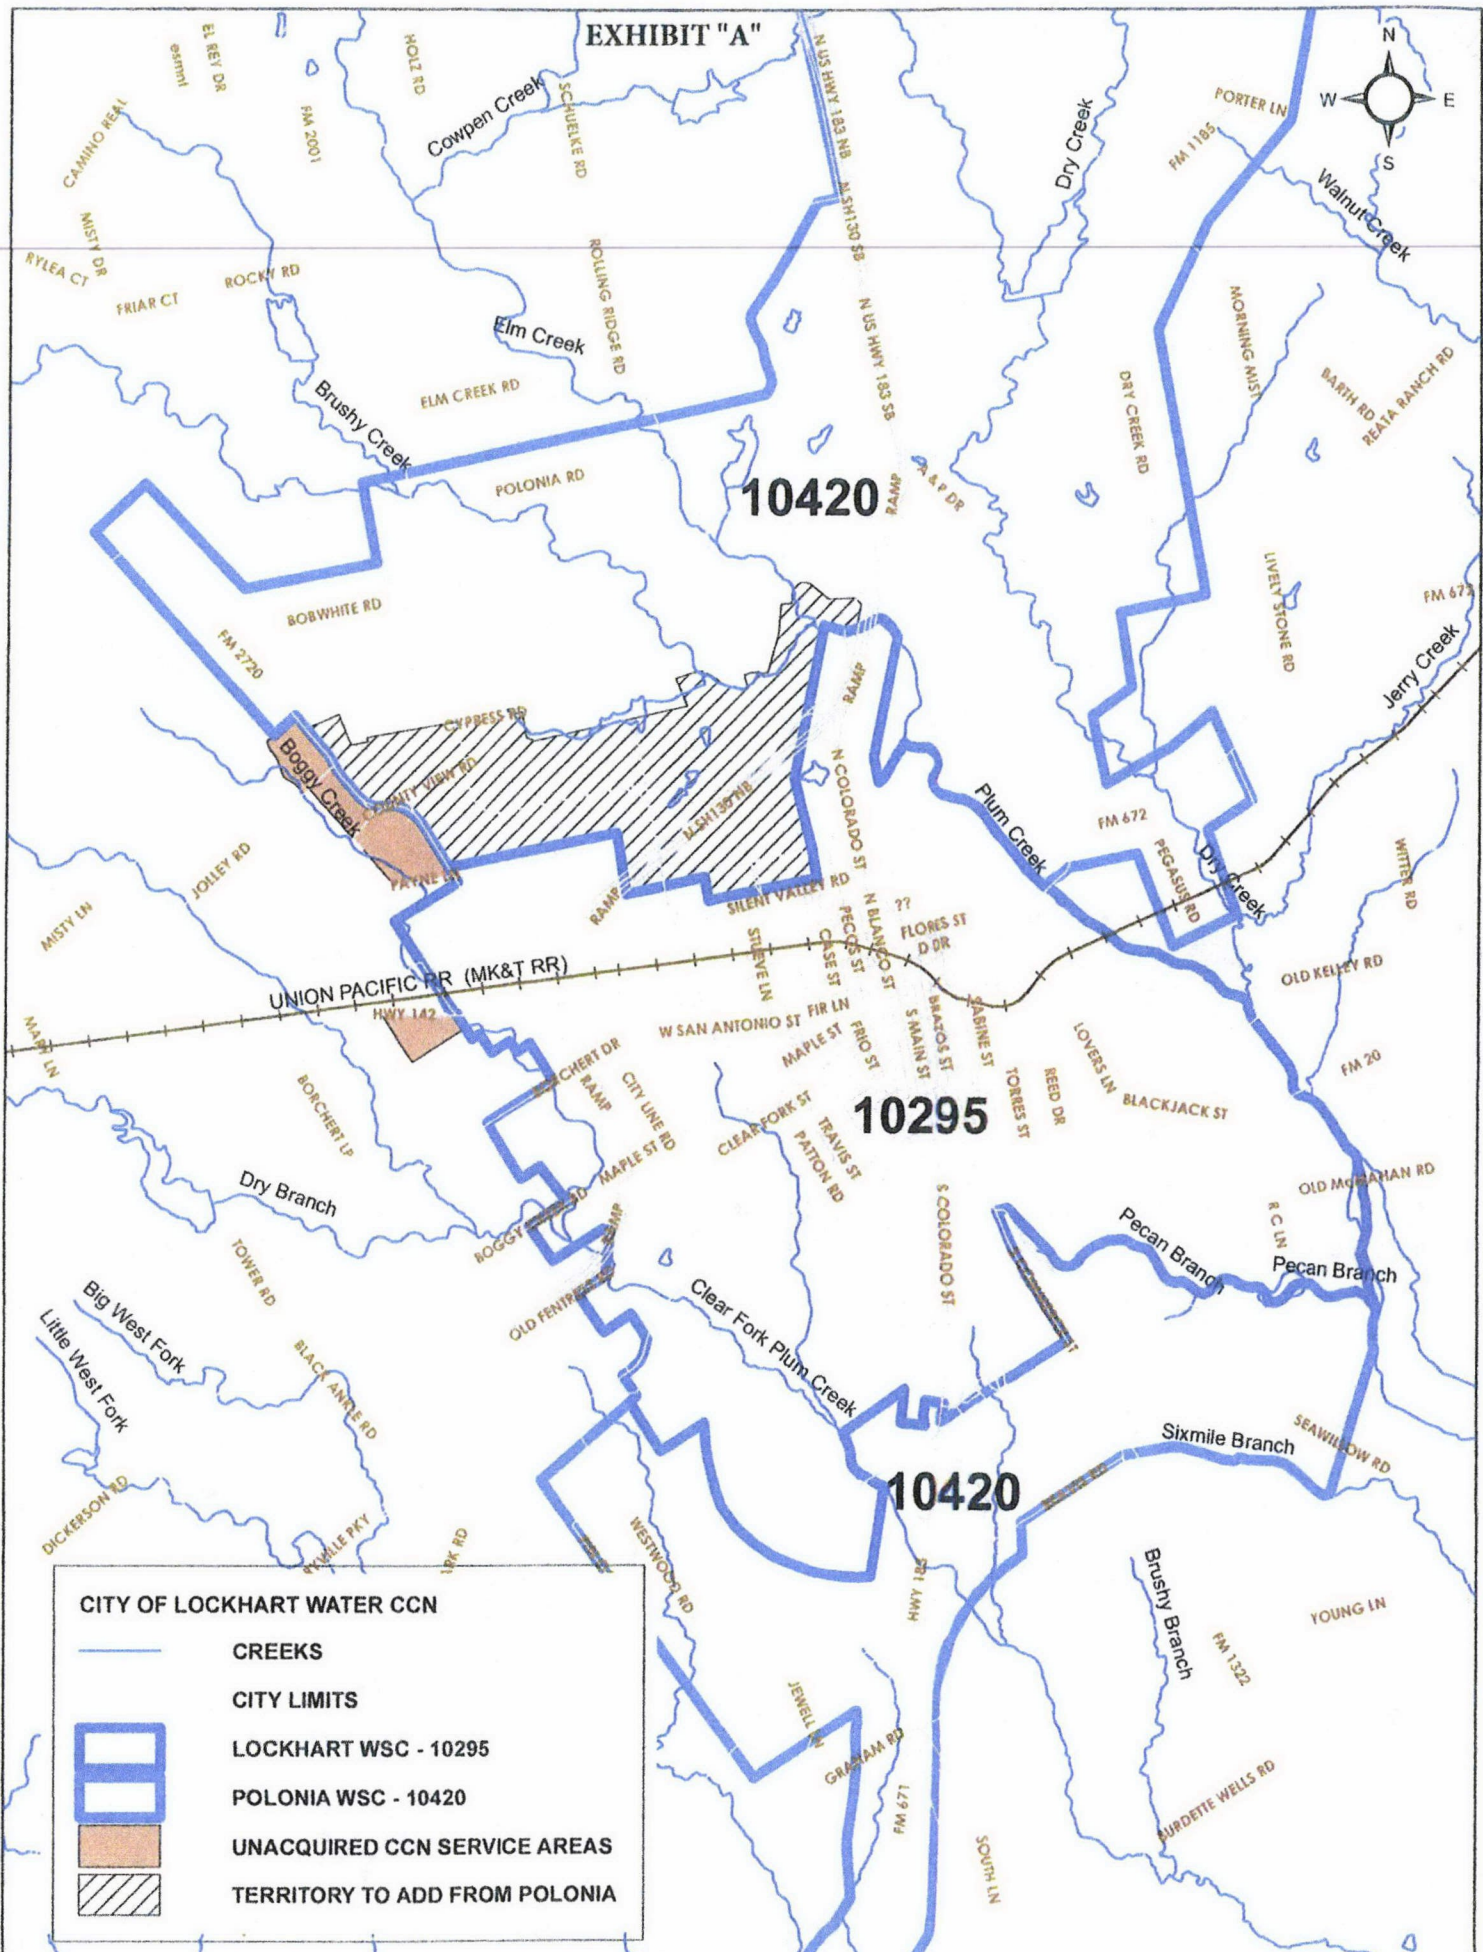 EXHIBIT "A"
N
W
E
S
EL REY DR
esmnt
HOLZ RD
FM 2001
CAMINO REAL
Cowpen Creek
SCHUELKE RD
N US HWY 183 NB
Dry Creek
PORTER LN
FM 1185
Walnut Creek
MISTY DR
RYLEA CT
FRIAR CT
ROCKY RD
ROLLING RIDGE RD
N SH130 SB
N US HWY 183 SB
MORNING MIST
Elm Creek
ELM CREEK RD
Brushy Creek
DRY CREEK RD
BARTH RD
REATA RANCH RD
POLONIA RD
10420
RAMP
A & P DR
LIVELY STONE RD
FM 672
BOBWHITE RD
FM 2720
Jerry Creek
RAMP
CYPRESS RD
Boggy Creek
COUNTY VIEW RD
N SH130 NB
N COLORADO ST
Plum Creek
FM 672
PEGASUS RD
Dry Creek
WITTER RD
JOLLEY RD
PAYNE LN
RAMP
SILENT VALLEY RD
MISTY LN
STUEVE LN
CASE ST
PECOS ST
N BLANCO ST
??
FLORES ST
D DR
OLD KELLEY RD
UNION PACIFIC RR (MK&T RR)
HWY 142
W SAN ANTONIO ST
FIR LN
MAPLE ST
FRIO ST
S MAIN ST
BRAZOS ST
SABINE ST
LOVERS LN
FM 20
BORCHERT DR
RAMP
CITY LINE RD
BORCHERT LP
CLEAR FORK ST
TRAVIS ST
PATTON RD
10295
TORRES ST
REED DR
BLACKJACK ST
MAPLE ST
Dry Branch
OLD McMAHAN RD
R C LN
S COLORADO ST
Pecan Branch
Pecan Branch
TOWER RD
Big West Fork
Little West Fork
BLACK ANKLE RD
Clear Fork Plum Creek
Sixmile Branch
SEAWILLOW RD
10420
DICKERSON RD
WESTWOOD RD
Brushy Branch
YOUNG LN
FM 1322
GRAHAM RD
FM 671
SOUTH LN
BURDETTE WELLS RD
CITY OF LOCKHART WATER CCN
CREEKS
CITY LIMITS
LOCKHART WSC - 10295
POLONIA WSC - 10420
UNACQUIRED CCN SERVICE AREAS
TERRITORY TO ADD FROM POLONIA